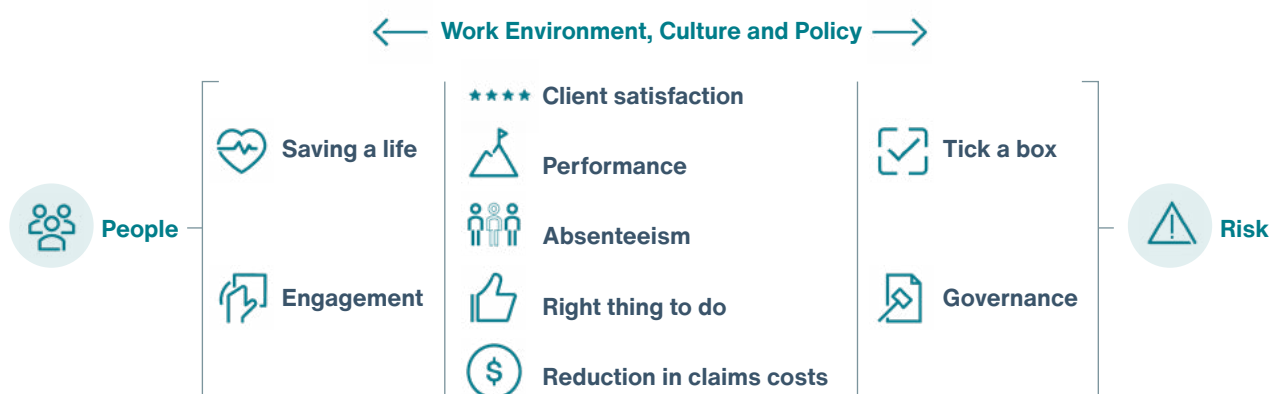 Work Environment, Culture and Policy
People
Saving a life
Engagement
Client satisfaction
Performance
Absenteeism
Right thing to do
$
Reduction in claims costs
Tick a box
Governance
Risk